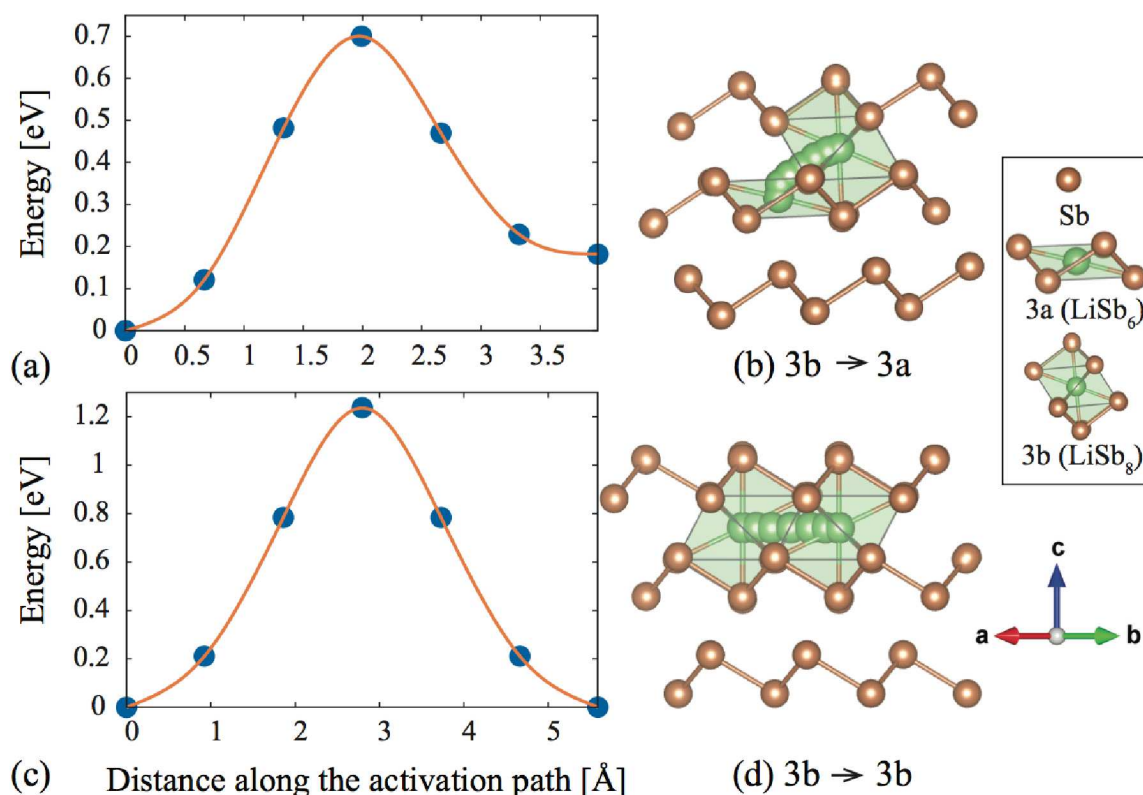 0.7
0.6
0.5
0.4
0.3
0.2
0.1
0
Energy [eV]
0 0.5 1 1.5 2 2.5 3 3.5
(a)
(b) 3b → 3a
Sb
3a (LiSb6)
3b (LiSb8)
1.2
1
0.8
0.6
0.4
0.2
0
Energy [eV]
0 1 2 3 4 5
(c) Distance along the activation path [Å]
(d) 3b → 3b
c
a b